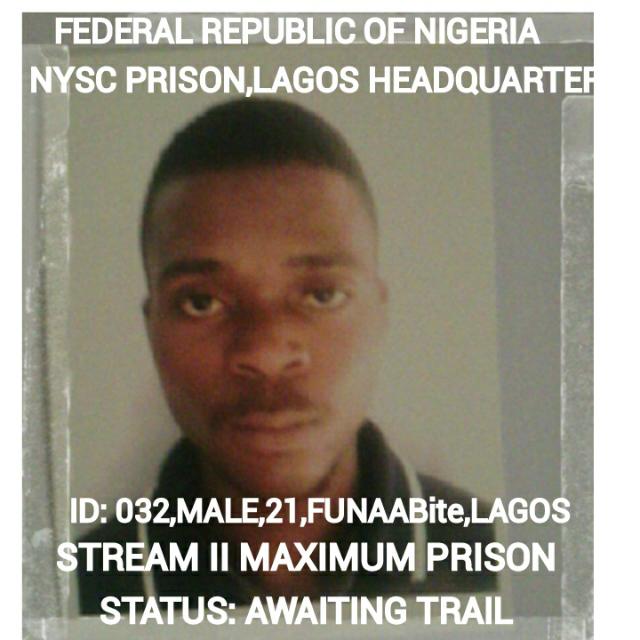 FEDERAL REPUBLIC OF NIGERIA
NYSC PRISON,LAGOS HEADQUARTER
ID: 032,MALE,21,FUNAABite,LAGOS
STREAM II MAXIMUM PRISON
STATUS: AWAITING TRAIL